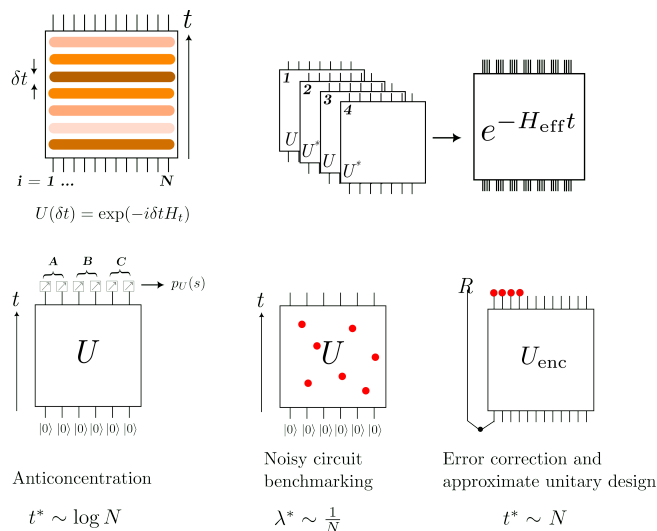 t
δt
i = 1 ... N
U(δt) = exp(−iδtH_t)
1
2
3
4
U
U*
U
U*
e^{−H_eff t}
A B C
p_U(s)
t
U
|0⟩ |0⟩ |0⟩ |0⟩ |0⟩ |0⟩
Anticoncentration
t* ∼ log N
t
U
|0⟩ |0⟩ |0⟩ |0⟩ |0⟩ |0⟩
Noisy circuit
benchmarking
λ* ∼ 1/N
R
U_enc
Error correction and
approximate unitary design
t* ∼ N